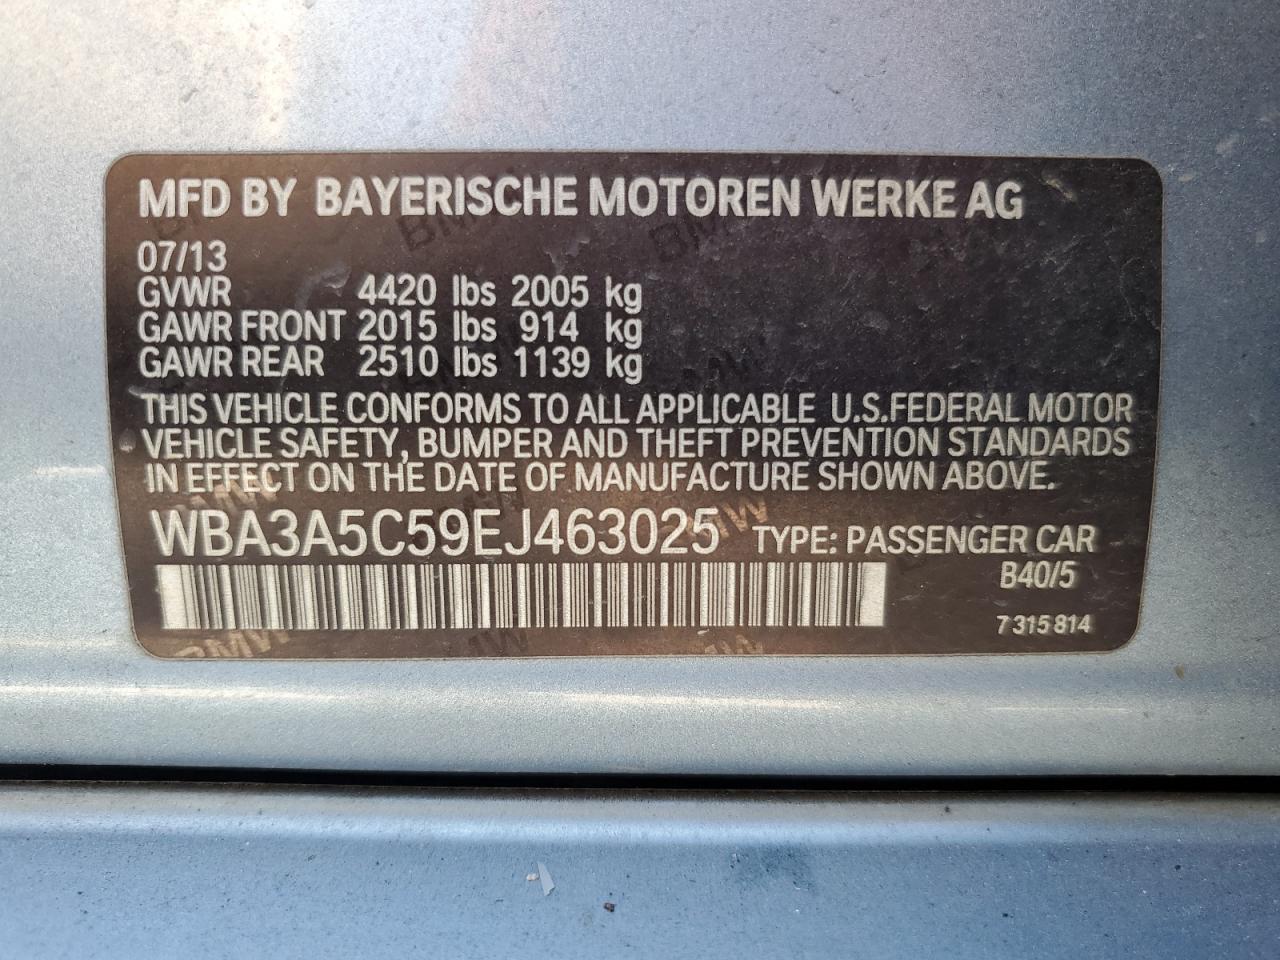 MFD BY BAYERISCHE MOTOREN WERKE AG
07/13
GVWR 4420 lbs 2005 kg
GAWR FRONT 2015 lbs 914 kg
GAWR REAR 2510 lbs 1139 kg
THIS VEHICLE CONFORMS TO ALL APPLICABLE U.S.FEDERAL MOTOR
VEHICLE SAFETY, BUMPER AND THEFT PREVENTION STANDARDS
IN EFFECT ON THE DATE OF MANUFACTURE SHOWN ABOVE.
WBA3A5C59EJ463025 TYPE: PASSENGER CAR
B40/5
7 315 814